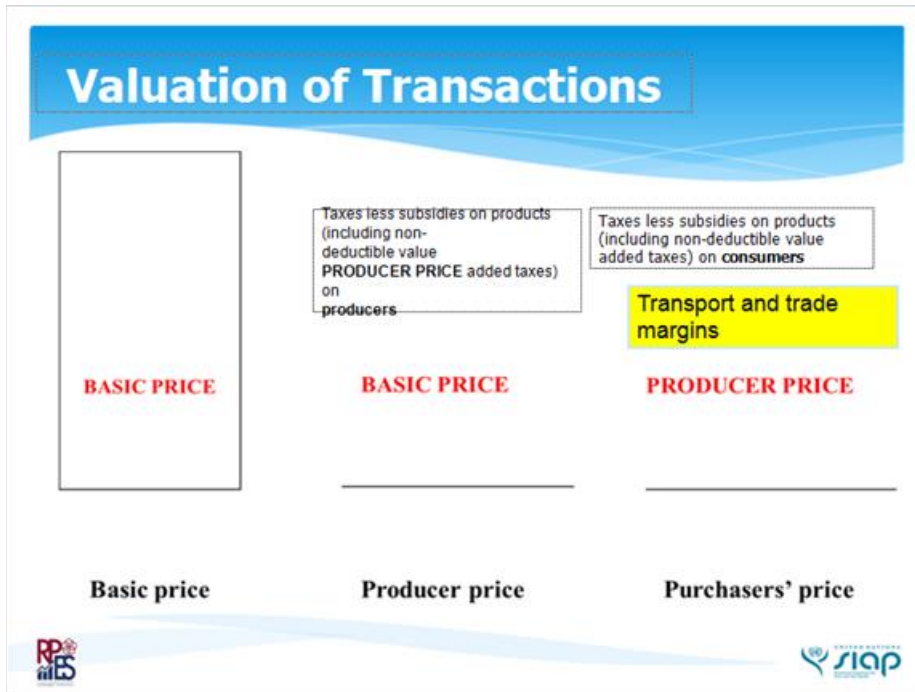 Valuation of Transactions
Taxes less subsidies on products
(including non-
deductible value
PRODUCER PRICE added taxes)
on
producers
Taxes less subsidies on products
(including non-deductible value
added taxes) on consumers
Transport and trade
margins
BASIC PRICE
BASIC PRICE
PRODUCER PRICE
Basic price
Producer price
Purchasers' price
RP
ES
UNITED NATIONS
siap